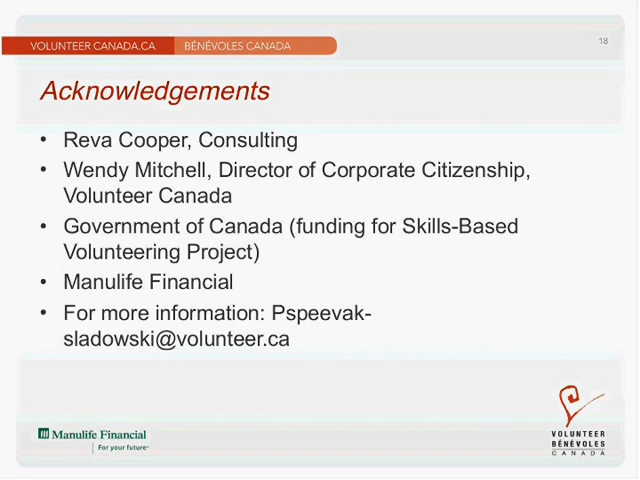 VOLUNTEER CANADA.CA BÉNÉVOLES CANADA
18
Acknowledgements
• Reva Cooper, Consulting
• Wendy Mitchell, Director of Corporate Citizenship,
Volunteer Canada
• Government of Canada (funding for Skills-Based
Volunteering Project)
• Manulife Financial
• For more information: Pspeevak-
sladowski@volunteer.ca
Manulife Financial
For your future™
VOLUNTEER
BÉNÉVOLES
CANADA